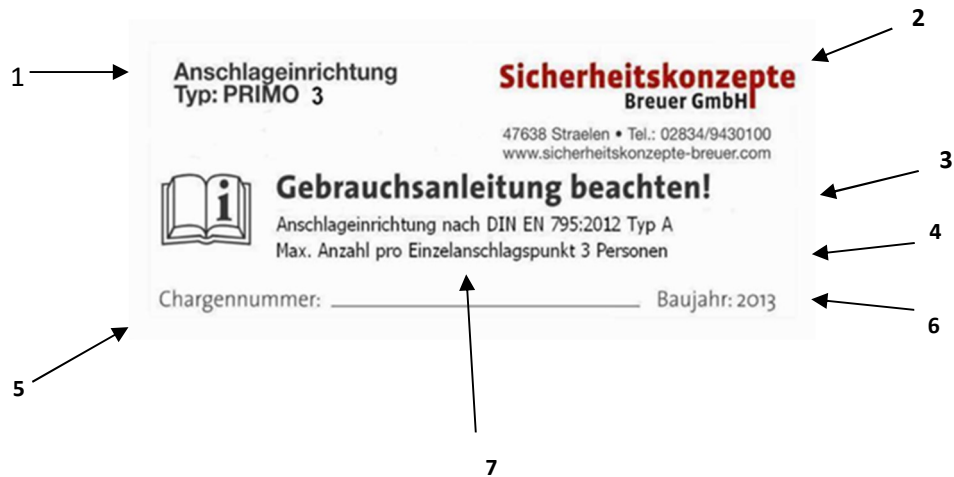 2
1
Anschlageinrichtung
Typ: PRIMO 3
Sicherheitskonzepte
Breuer GmbH
47638 Straelen • Tel.: 02834/9430100
www.sicherheitskonzepte-breuer.com
3
i
Gebrauchsanleitung beachten!
Anschlageinrichtung nach DIN EN 795:2012 Typ A
Max. Anzahl pro Einzelanschlagspunkt 3 Personen
4
Chargennummer: ____________________ Baujahr: 2013
6
5
7